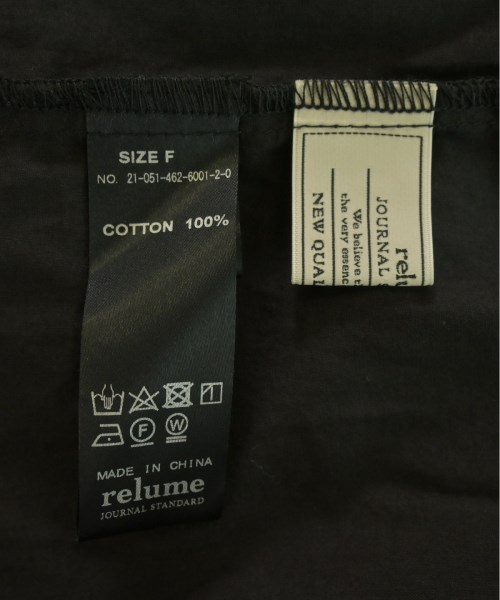 SIZE F
NO. 21-051-462-6001-2-0
COTTON 100%
F W
MADE IN CHINA
relume
JOURNAL STANDARD
relume
JOURNAL S
We believe
the very essenc
NEW QUAL